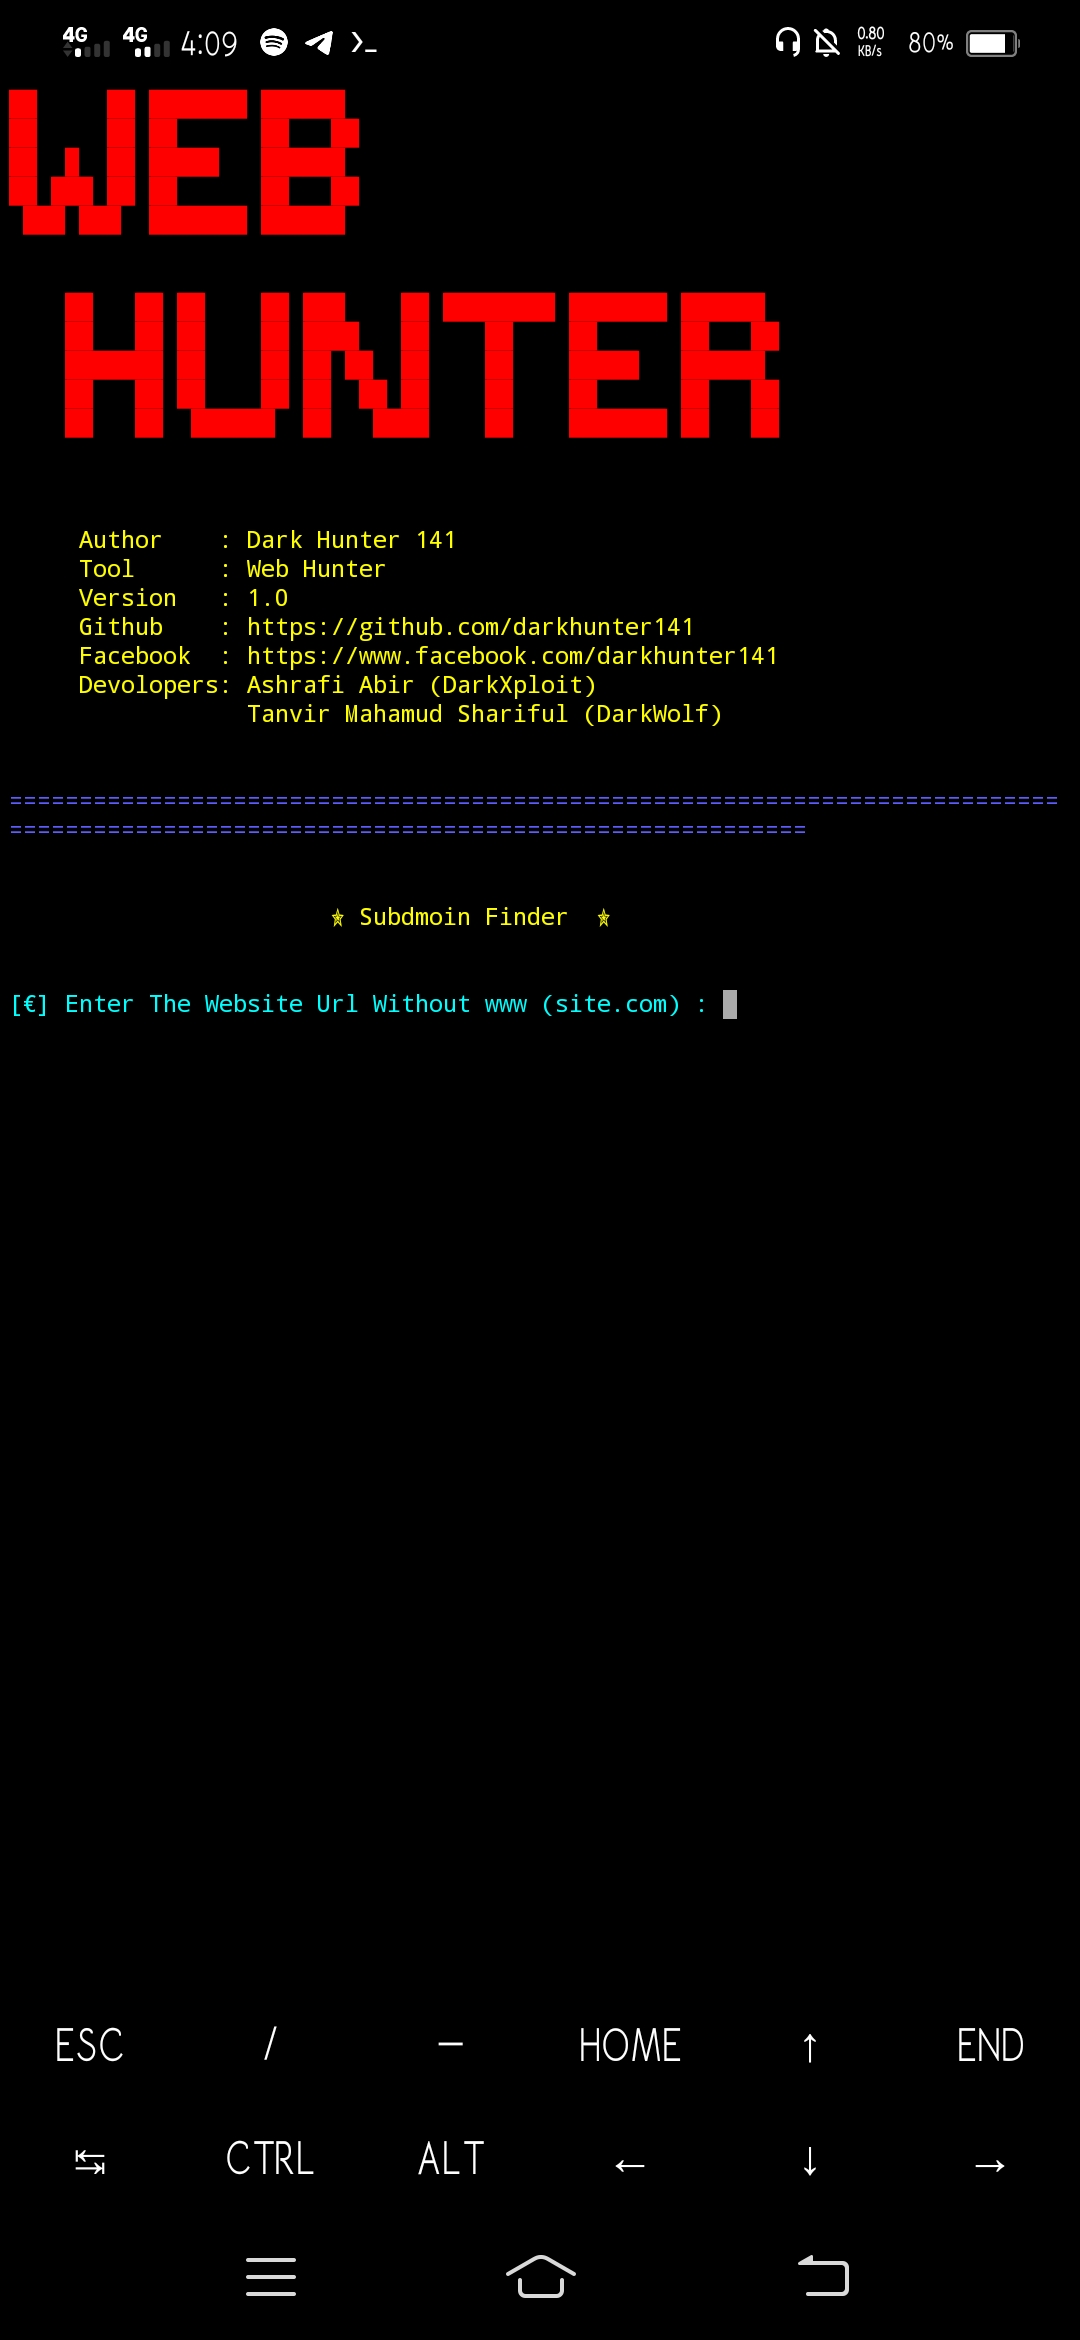 4G 4G 4:09 0.80 KB/s 80%
WEB
HUNTER
Author : Dark Hunter 141
Tool : Web Hunter
Version : 1.0
Github : https://github.com/darkhunter141
Facebook : https://www.facebook.com/darkhunter141
Devolopers: Ashrafi Abir (DarkXploit)
Tanvir Mahamud Shariful (DarkWolf)
===========================================================================
=========================================================
✯ Subdmoin Finder ✯
[€] Enter The Website Url Without www (site.com) :
ESC / — HOME ↑ END
↹ CTRL ALT ← ↓ →